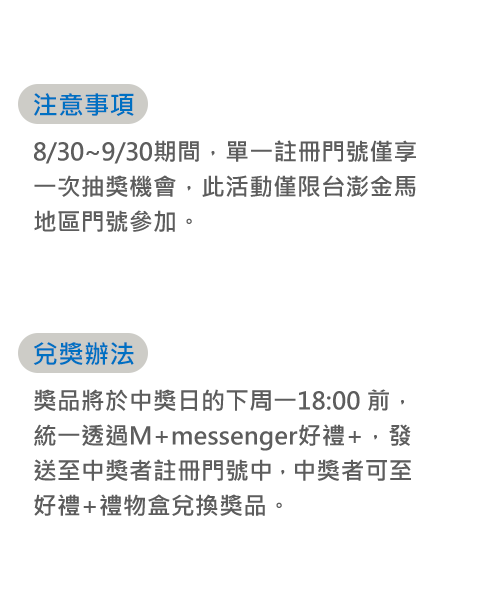 注意事項
8/30~9/30期間，單一註冊門號僅享
一次抽獎機會，此活動僅限台澎金馬
地區門號參加。
兌獎辦法
獎品將於中獎日的下周一18:00 前，
統一透過M+messenger好禮+，發
送至中獎者註冊門號中，中獎者可至
好禮+禮物盒兌換獎品。